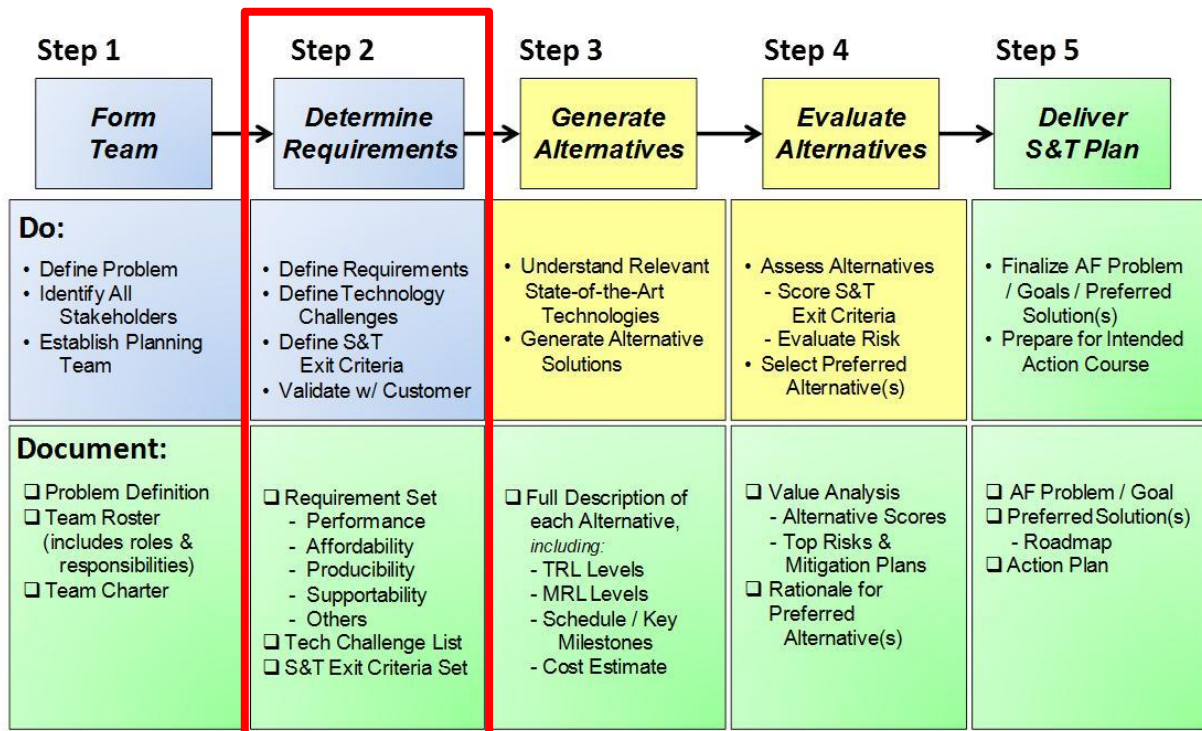 Step 1
Step 2
Step 3
Step 4
Step 5
Form
Team
Determine
Requirements
Generate
Alternatives
Evaluate
Alternatives
Deliver
S&T Plan
Do:
• Define Problem
• Identify All
Stakeholders
• Establish Planning
Team
• Define Requirements
• Define Technology
Challenges
• Define S&T
Exit Criteria
• Validate w/ Customer
• Understand Relevant
State-of-the-Art
Technologies
• Generate Alternative
Solutions
• Assess Alternatives
- Score S&T
Exit Criteria
- Evaluate Risk
• Select Preferred
Alternative(s)
• Finalize AF Problem
/ Goals / Preferred
Solution(s)
• Prepare for Intended
Action Course
Document:
❑ Problem Definition
❑ Team Roster
(includes roles &
responsibilities)
❑ Team Charter
❑ Requirement Set
- Performance
- Affordability
- Producibility
- Supportability
- Others
❑ Tech Challenge List
❑ S&T Exit Criteria Set
❑ Full Description of
each Alternative,
including:
- TRL Levels
- MRL Levels
- Schedule / Key
Milestones
- Cost Estimate
❑ Value Analysis
- Alternative Scores
- Top Risks &
Mitigation Plans
❑ Rationale for
Preferred
Alternative(s)
❑ AF Problem / Goal
❑ Preferred Solution(s)
- Roadmap
❑ Action Plan